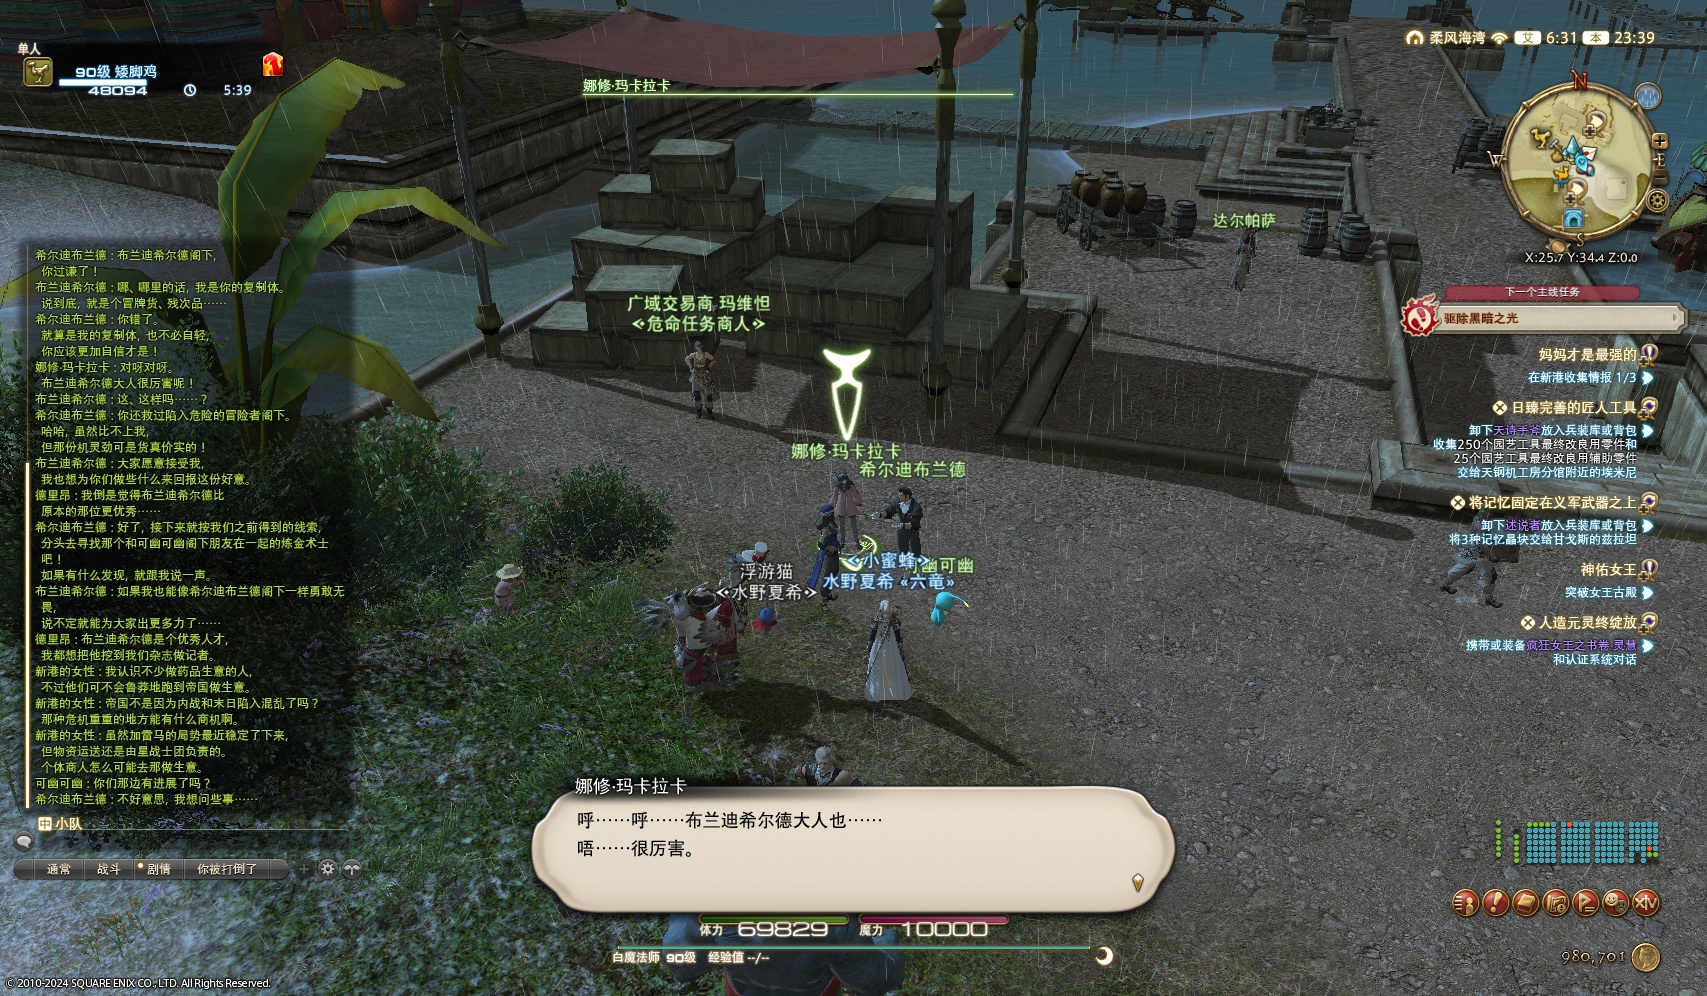 单人
90级 矮脚鸡
48094
5:39
娜修·玛卡拉卡
柔风海湾
艾 6:31 本 23:39
N
W
E
S
X:25.7 Y:34.4 Z:0.0
达尔帕萨
广域交易商 玛维怛
<危命任务商人>
娜修·玛卡拉卡
希尔迪布兰德
«小蜜蜂»
可幽
水野夏希 «六竜»
浮游猫
«水野夏希»
下一个主线任务
驱除黑暗之光
妈妈才是最强的
在新港收集情报 1/3
日臻完善的匠人工具
卸下天诗手斧放入兵装库或背包
收集250个园艺工具最终改良用零件和
25个园艺工具最终改良用辅助零件
交给天钢机工房分馆附近的埃米尼
将记忆固定在义军武器之上
卸下述说者放入兵装库或背包
将3种记忆晶块交给甘戈斯的兹拉坦
神佑女王
突破女王古殿
人造元灵终绽放
携带或装备疯狂女王之书卷·灵慧
和认证系统对话
希尔迪布兰德：布兰迪希尔德阁下，
你过谦了！
布兰迪希尔德：哪、哪里的话，我是你的复制体。
说到底，就是个冒牌货、残次品……
希尔迪布兰德：你错了。
就算是我的复制体，也不必自轻，
你应该更加自信才是！
娜修·玛卡拉卡：对呀对呀。
布兰迪希尔德大人很厉害呢！
布兰迪希尔德：这、这样吗……？
希尔迪布兰德：你还救过陷入危险的冒险者阁下。
哈哈，虽然比不上我，
但那份机灵劲可是货真价实的！
布兰迪希尔德：大家愿意接受我，
我也想为你们做些什么来回报这份好意。
德里昂：我倒是觉得布兰迪希尔德比
原本的那位更优秀……
希尔迪布兰德：好了，接下来就按我们之前得到的线索，
分头去寻找那个和可幽可幽阁下朋友在一起的炼金术士
吧！
如果有什么发现，就跟我说一声。
布兰迪希尔德：如果我也能像希尔迪布兰德阁下一样勇敢无
畏，
说不定就能为大家出更多力了……
德里昂：布兰迪希尔德是个优秀人才，
我都想把他挖到我们杂志做记者。
新港的女性：我认识不少做药品生意的人，
不过他们可不会鲁莽地跑到帝国做生意。
新港的女性：帝国不是因为内战和末日陷入混乱了吗？
那种危机重重的地方能有什么商机啊。
新港的女性：虽然加雷马的局势最近稳定了下来，
但物资运送还是由星战士团负责的。
个体商人怎么可能去那做生意。
可幽可幽：你们那边有进展了吗？
希尔迪布兰德：不好意思，我想问些事……
小队
通常 战斗 剧情 你被打倒了
娜修·玛卡拉卡
呼……呼……布兰迪希尔德大人也……
唔……很厉害。
体力 69829 魔力 10000
白魔法师 90级 经验值 --/--
980,701
© 2010-2024 SQUARE ENIX CO., LTD. All Rights Reserved.